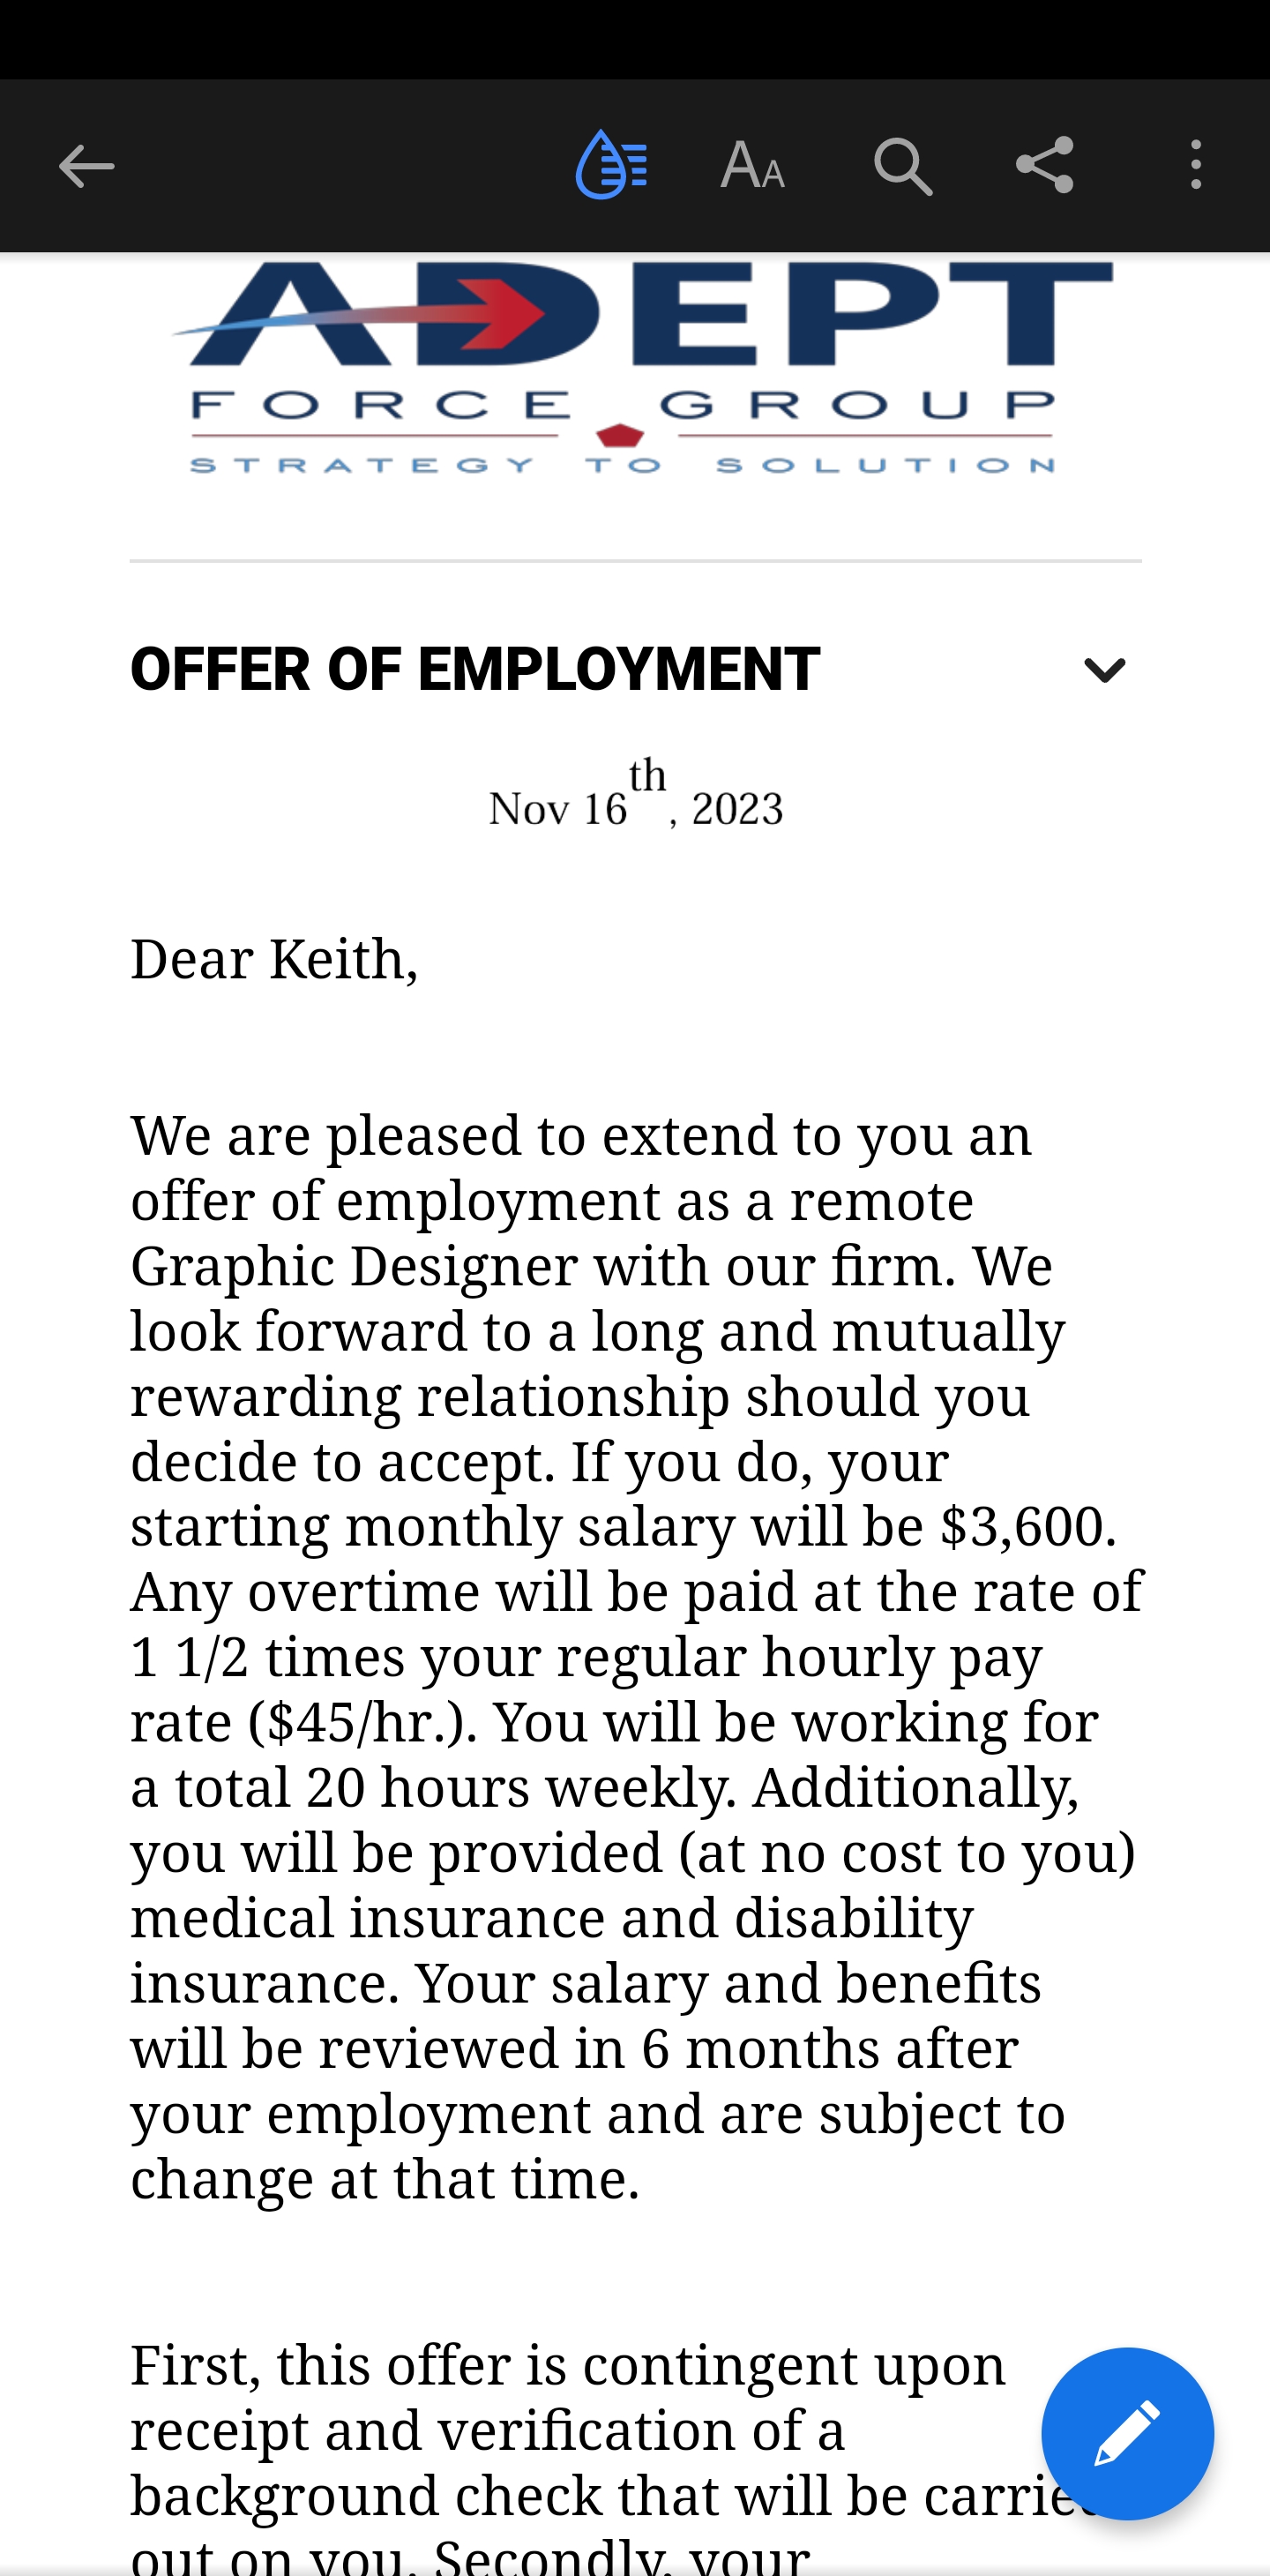 AA
ADEPT
FORCE GROUP
STRATEGY TO SOLUTION
OFFER OF EMPLOYMENT
Nov 16th, 2023
Dear Keith,
We are pleased to extend to you an
offer of employment as a remote
Graphic Designer with our firm. We
look forward to a long and mutually
rewarding relationship should you
decide to accept. If you do, your
starting monthly salary will be $3,600.
Any overtime will be paid at the rate of
1 1/2 times your regular hourly pay
rate ($45/hr.). You will be working for
a total 20 hours weekly. Additionally,
you will be provided (at no cost to you)
medical insurance and disability
insurance. Your salary and benefits
will be reviewed in 6 months after
your employment and are subject to
change at that time.
First, this offer is contingent upon
receipt and verification of a
background check that will be
out on you. Secondly, your